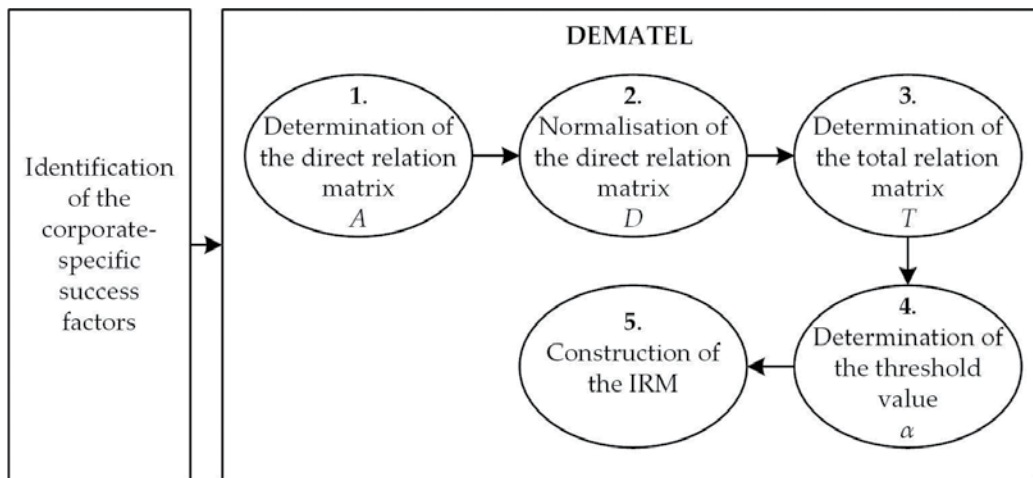 Identification
of the
corporate-
specific
success
factors
DEMATEL
1.
Determination of
the direct relation
matrix
A
2.
Normalisation of
the direct relation
matrix
D
3.
Determination of
the total relation
matrix
T
4.
Determination of
the threshold
value
α
5.
Construction of
the IRM